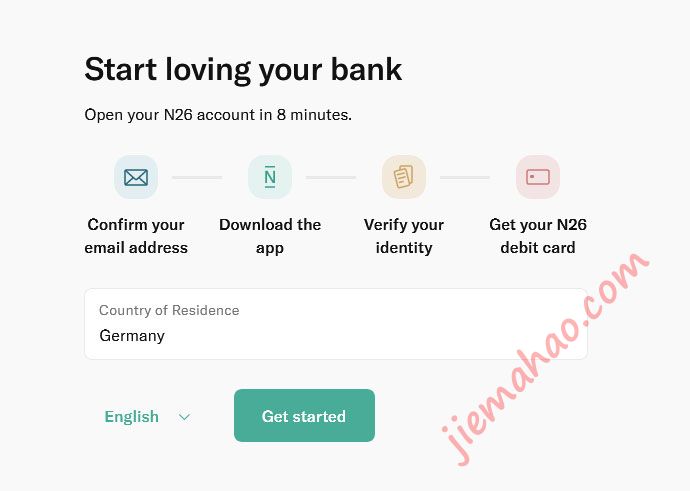 Start loving your bank
Open your N26 account in 8 minutes.
N
Confirm your
email address
Download the
app
Verify your
identity
Get your N26
debit card
Country of Residence
Germany
English
Get started
jiemahao.com